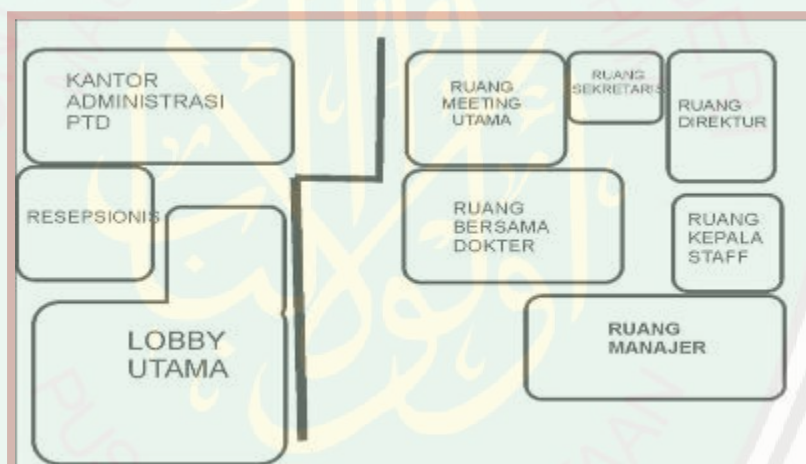 KANTOR
ADMINISTRASI
PTD
RESEPSIONIS
LOBBY
UTAMA
RUANG
MEETING
UTAMA
RUANG
SEKRETARIS
RUANG
DIREKTUR
RUANG
BERSAMA
DOKTER
RUANG
KEPALA
STAFF
RUANG
MANAJER